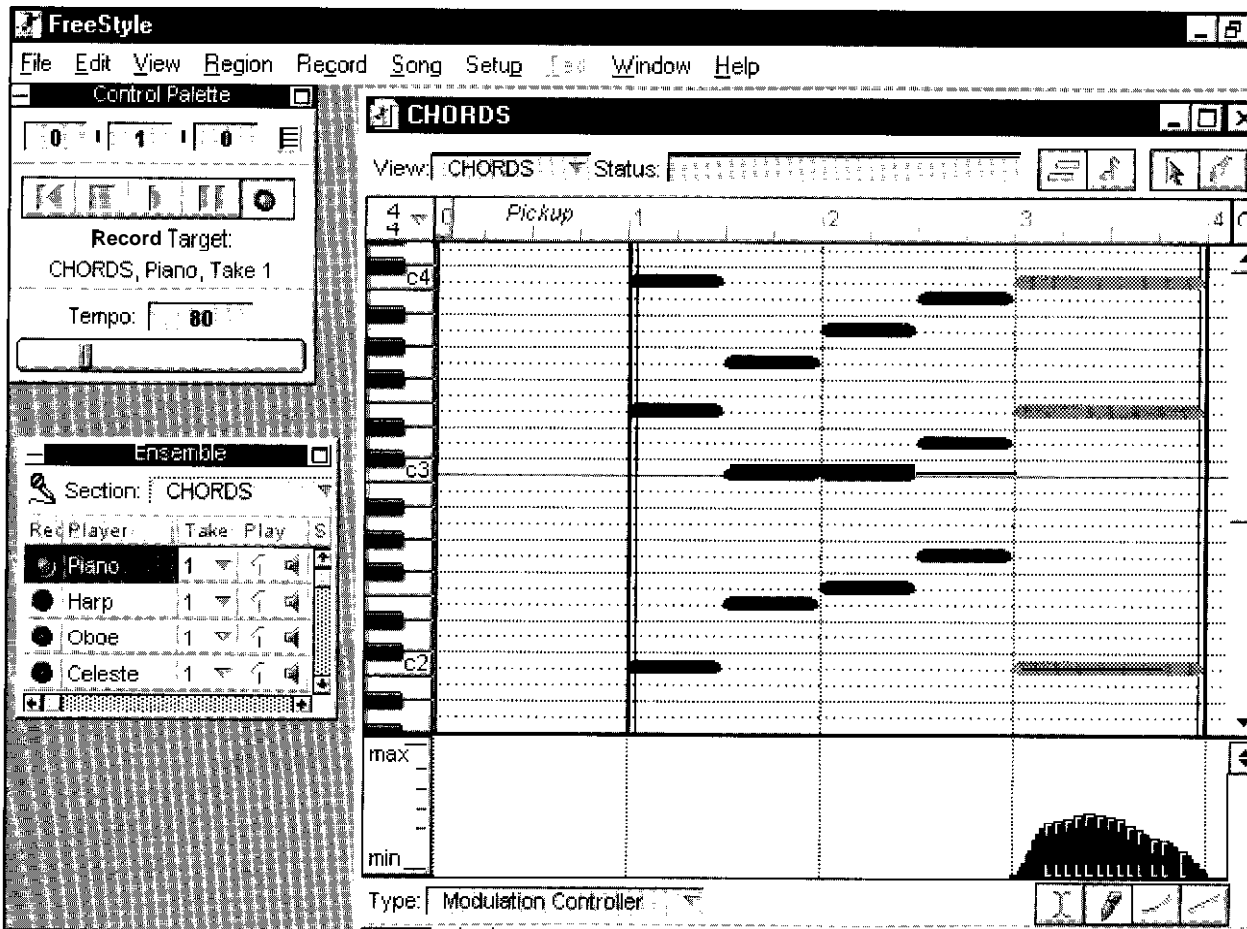 FreeStyle
File Edit View Region Record Song Setup Window Help
Control Palette
0 1 0
Record Target:
CHORDS, Piano, Take 1
Tempo: 80
Ensemble
Section: CHORDS
Rec Player Take Play S
Piano 1
Harp 1
Oboe 1
Celeste 1
CHORDS
View: CHORDS Status:
4 4 0 Pickup 1 2 3 4
c4
c3
c2
max
min
Type: Modulation Controller